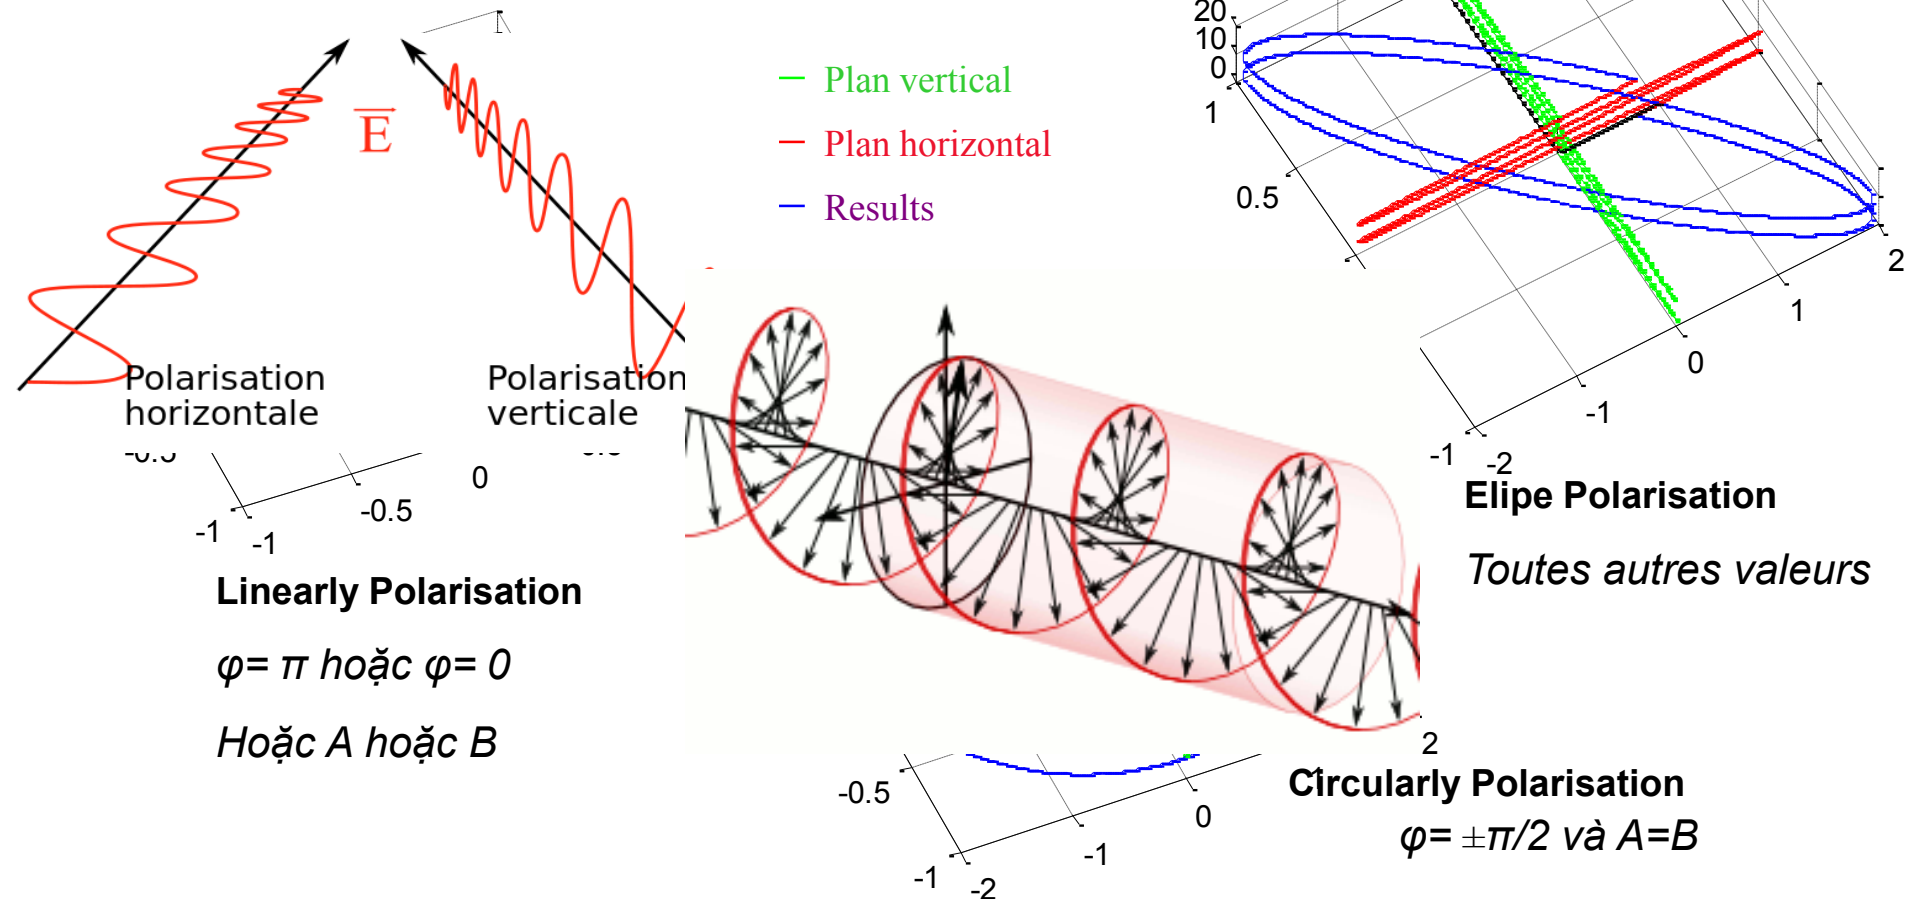 E
Plan vertical
Plan horizontal
Results
Polarisation
horizontale
Polarisation
verticale
-1
-1
-0.5
0
Linearly Polarisation
φ= π hoặc φ= 0
Hoặc A hoặc B
20
10
0
1
0.5
2
1
0
-1
-1
-2
Elipe Polarisation
Toutes autres valeurs
2
-0.5
0
-1
-1
-2
Circularly Polarisation
φ= ±π/2 và A=B